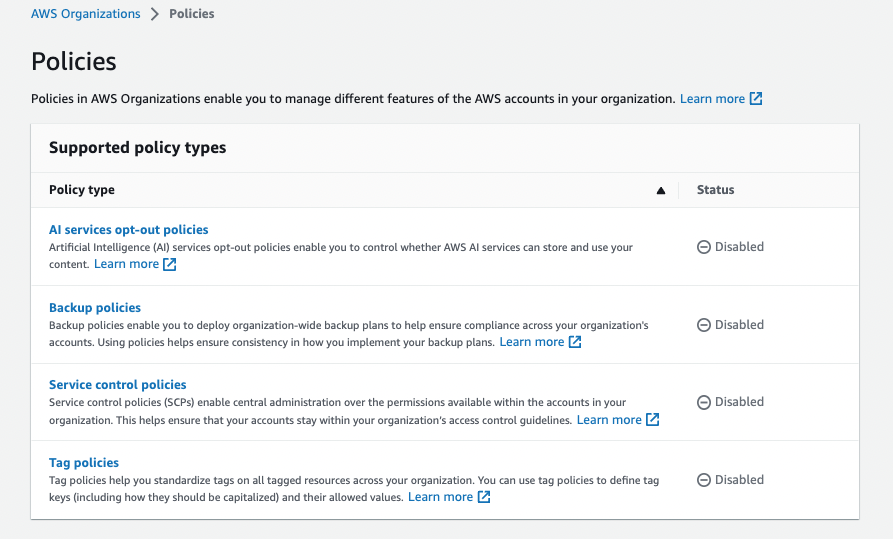 AWS Organizations > Policies
Policies
Policies in AWS Organizations enable you to manage different features of the AWS accounts in your organization. Learn more
Supported policy types
Policy type ▲ Status
AI services opt-out policies
Artificial Intelligence (AI) services opt-out policies enable you to control whether AWS AI services can store and use your
content. Learn more
Disabled
Backup policies
Backup policies enable you to deploy organization-wide backup plans to help ensure compliance across your organization's
accounts. Using policies helps ensure consistency in how you implement your backup plans. Learn more
Disabled
Service control policies
Service control policies (SCPs) enable central administration over the permissions available within the accounts in your
organization. This helps ensure that your accounts stay within your organization's access control guidelines. Learn more
Disabled
Tag policies
Tag policies help you standardize tags on all tagged resources across your organization. You can use tag policies to define tag
keys (including how they should be capitalized) and their allowed values. Learn more
Disabled